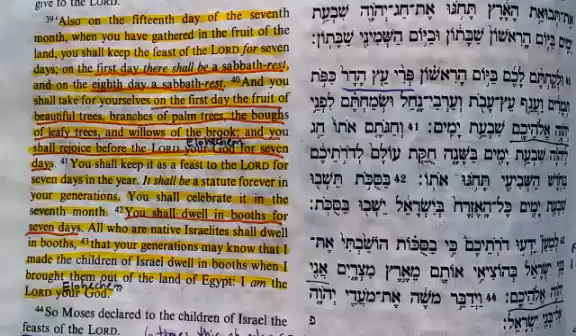 give to the LORD.
39 'Also on the fifteenth day of the seventh
month, when you have gathered in the fruit of the
land, you shall keep the feast of the LORD for seven
days; on the first day there shall be a sabbath-rest,
and on the eighth day a sabbath-rest. 40 And you
shall take for yourselves on the first day the fruit of
beautiful trees, branches of palm trees, the boughs
of leafy trees, and willows of the brook; and you
shall rejoice before the LORD your God for seven
days. 41 You shall keep it as a feast to the LORD for
seven days in the year. It shall be a statute forever in
your generations. You shall celebrate it in the
seventh month. 42 You shall dwell in booths for
seven days. All who are native Israelites shall dwell
in booths, 43 that your generations may know that I
made the children of Israel dwell in booths when I
brought them out of the land of Egypt: I am the
LORD your God.'"
44 So Moses declared to the children of Israel the
feasts of the LORD.
תְּבוּאַת הָאָרֶץ תָּחֹגּוּ אֶת־חַג־יְהוָה שִׁבְעַת
יָמִים בַּיּוֹם הָרִאשׁוֹן שַׁבָּתוֹן וּבַיּוֹם הַשְּׁמִינִי שַׁבָּתוֹן׃
וּלְקַחְתֶּם לָכֶם בַּיּוֹם הָרִאשׁוֹן פְּרִי עֵץ הָדָר כַּפֹּת
תְּמָרִים וַעֲנַף עֵץ־עָבֹת וְעַרְבֵי־נָחַל וּשְׂמַחְתֶּם לִפְנֵי
יְהוָה אֱלֹהֵיכֶם שִׁבְעַת יָמִים׃ 41 וְחַגֹּתֶם אֹתוֹ חַג
לַיהוָה שִׁבְעַת יָמִים בַּשָּׁנָה חֻקַּת עוֹלָם לְדֹרֹתֵיכֶם
בַּחֹדֶשׁ הַשְּׁבִיעִי תָּחֹגּוּ אֹתוֹ׃ 42 בַּסֻּכֹּת תֵּשְׁבוּ
שִׁבְעַת יָמִים כָּל־הָאֶזְרָח בְּיִשְׂרָאֵל יֵשְׁבוּ בַּסֻּכֹּת׃
לְמַעַן יֵדְעוּ דֹרֹתֵיכֶם כִּי בַסֻּכּוֹת הוֹשַׁבְתִּי אֶת־
בְּנֵי יִשְׂרָאֵל בְּהוֹצִיאִי אוֹתָם מֵאֶרֶץ מִצְרָיִם אֲנִי
יְהוָה אֱלֹהֵיכֶם׃ 44 וַיְדַבֵּר מֹשֶׁה אֶת־מֹעֲדֵי יְהוָה
אֶל־בְּנֵי יִשְׂרָאֵל׃ פ